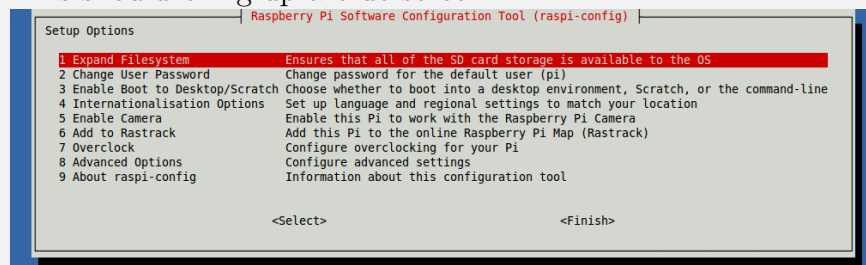 Raspberry Pi Software Configuration Tool (raspi-config)
Setup Options
1 Expand Filesystem Ensures that all of the SD card storage is available to the OS
2 Change User Password Change password for the default user (pi)
3 Enable Boot to Desktop/Scratch Choose whether to boot into a desktop environment, Scratch, or the command-line
4 Internationalisation Options Set up language and regional settings to match your location
5 Enable Camera Enable this Pi to work with the Raspberry Pi Camera
6 Add to Rastrack Add this Pi to the online Raspberry Pi Map (Rastrack)
7 Overclock Configure overclocking for your Pi
8 Advanced Options Configure advanced settings
9 About raspi-config Information about this configuration tool
<Select> <Finish>